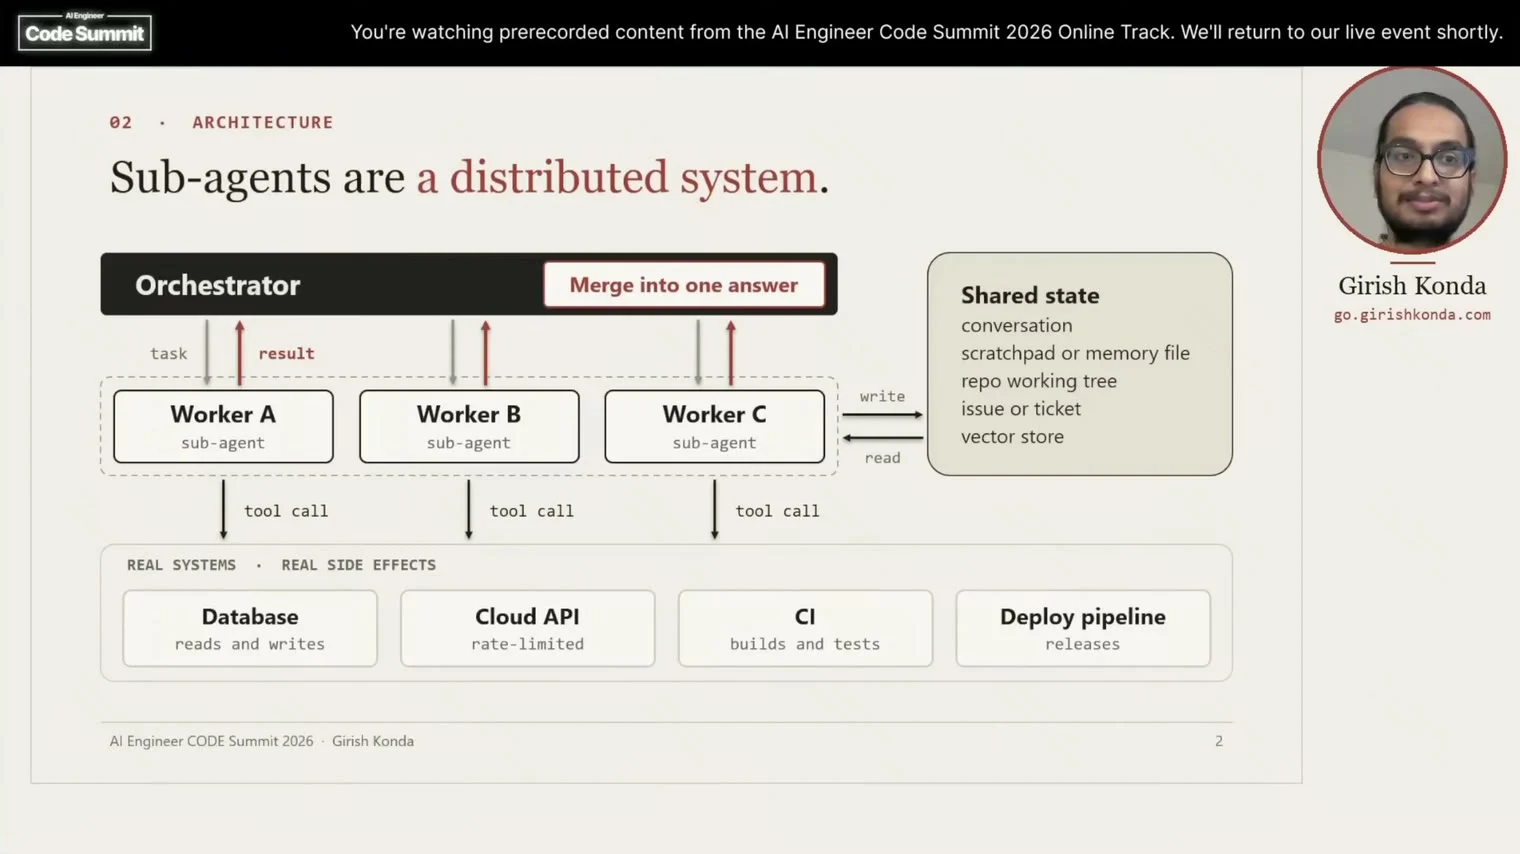 AI Engineer
Code Summit
You're watching prerecorded content from the AI Engineer Code Summit 2026 Online Track. We'll return to our live event shortly.
02 · ARCHITECTURE
Sub-agents are a distributed system.
Girish Konda
go.girishkonda.com
Orchestrator
Merge into one answer
task
result
Worker A
sub-agent
Worker B
sub-agent
Worker C
sub-agent
write
read
Shared state
conversation
scratchpad or memory file
repo working tree
issue or ticket
vector store
tool call
tool call
tool call
REAL SYSTEMS · REAL SIDE EFFECTS
Database
reads and writes
Cloud API
rate-limited
CI
builds and tests
Deploy pipeline
releases
AI Engineer CODE Summit 2026 · Girish Konda
2